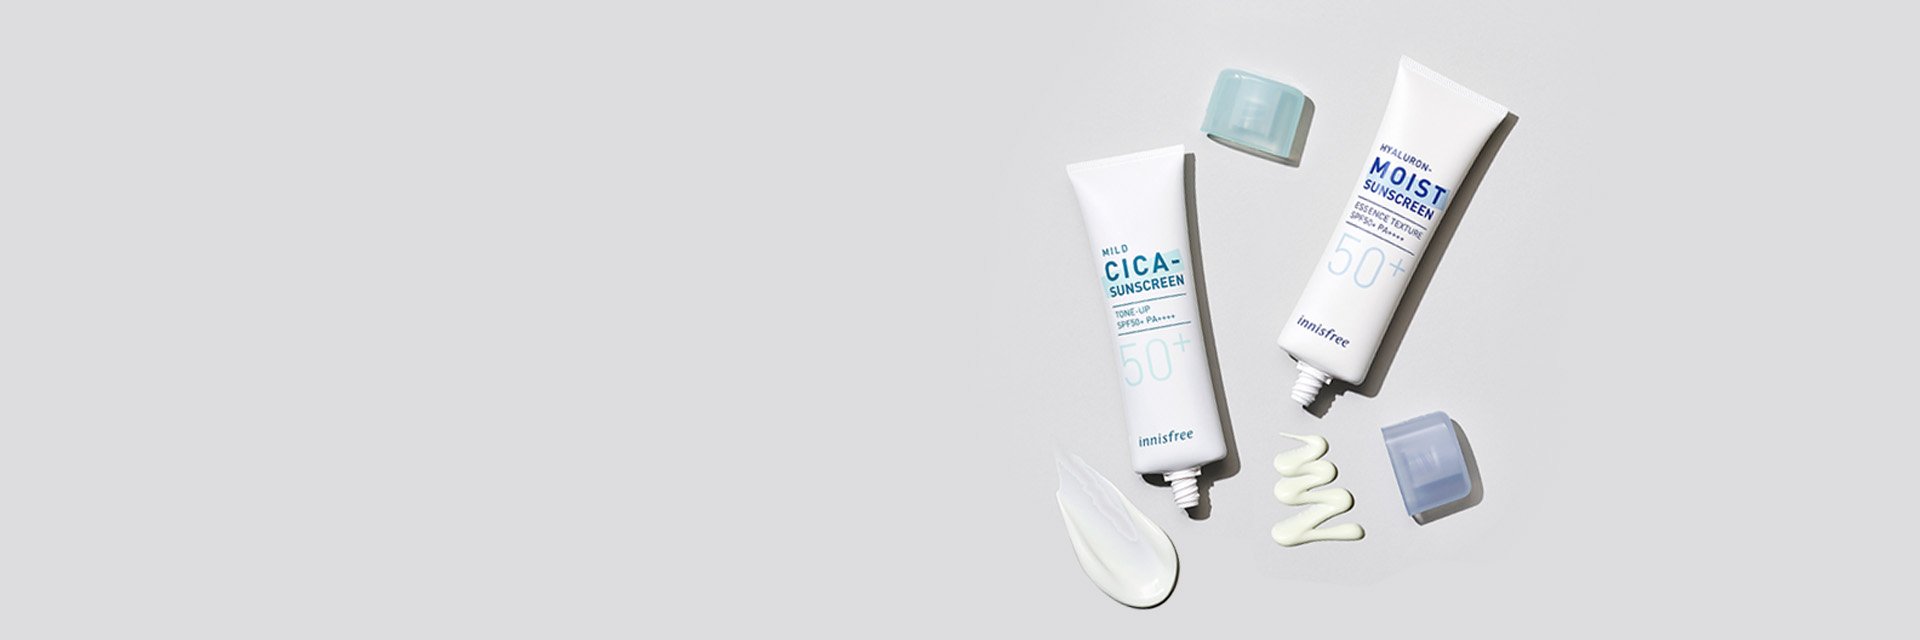 MILD
CICA-
SUNSCREEN
TONE-UP
SPF50+ PA++++
50+
innisfree
HYALURON-
MOIST
SUNSCREEN
ESSENCE TEXTURE
SPF50+ PA++++
50+
innisfree